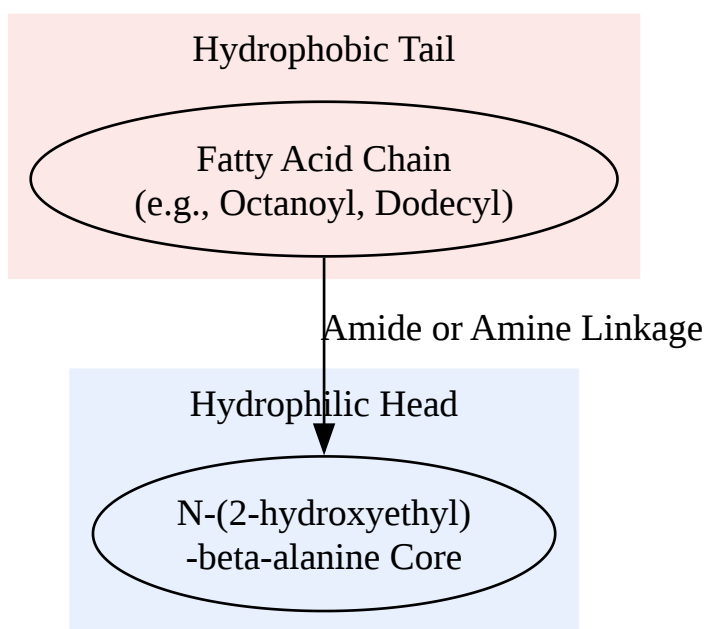 Hydrophobic Tail
Fatty Acid Chain
(e.g., Octanoyl, Dodecyl)
Amide or Amine Linkage
Hydrophilic Head
N-(2-hydroxyethyl)
-beta-alanine Core